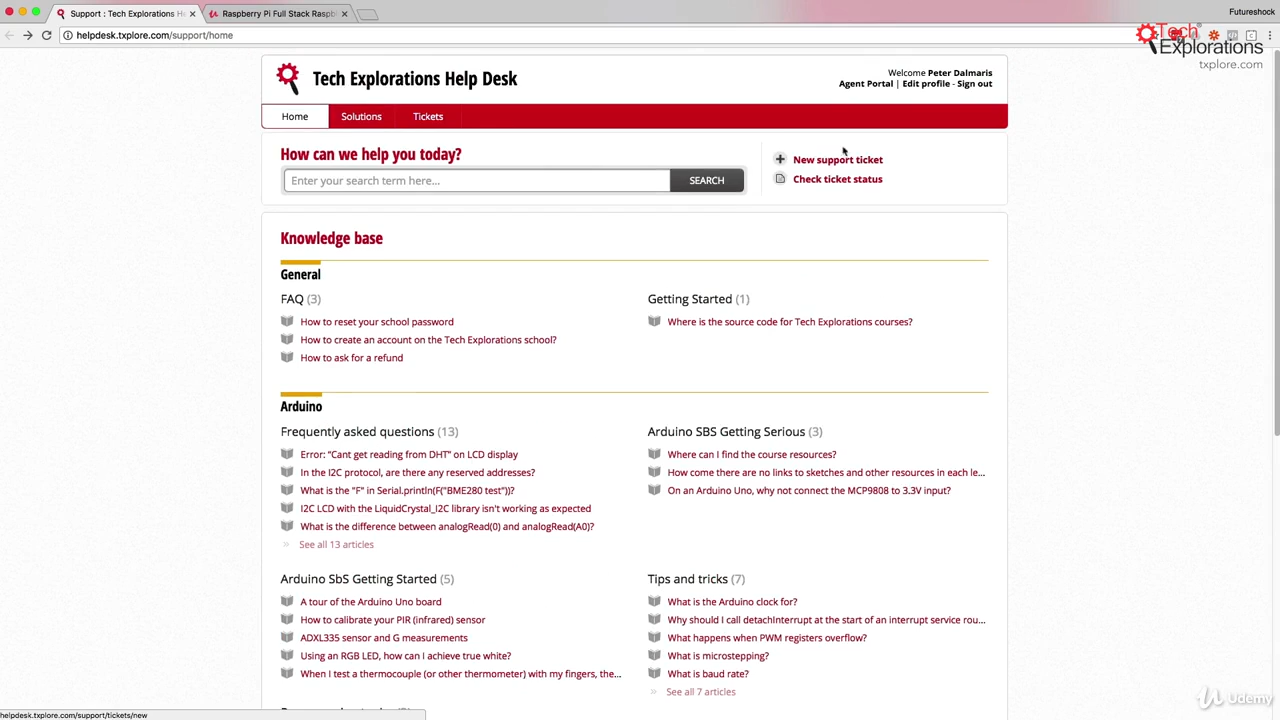 Support : Tech Explorations He
Raspberry Pi Full Stack Raspb
Futureshock
helpdesk.txplore.com/support/home
Tech
Explorations
txplore.com
Tech Explorations Help Desk
Welcome Peter Dalmaris
Agent Portal | Edit profile - Sign out
Home
Solutions
Tickets
How can we help you today?
Enter your search term here...
SEARCH
New support ticket
Check ticket status
Knowledge base
General
FAQ (3)
How to reset your school password
How to create an account on the Tech Explorations school?
How to ask for a refund
Getting Started (1)
Where is the source code for Tech Explorations courses?
Arduino
Frequently asked questions (13)
Error: “Cant get reading from DHT” on LCD display
In the I2C protocol, are there any reserved addresses?
What is the "F" in Serial.println(F("BME280 test"))?
I2C LCD with the LiquidCrystal_I2C library isn't working as expected
What is the difference between analogRead(0) and analogRead(A0)?
See all 13 articles
Arduino SBS Getting Serious (3)
Where can I find the course resources?
How come there are no links to sketches and other resources in each le...
On an Arduino Uno, why not connect the MCP9808 to 3.3V input?
Arduino SbS Getting Started (5)
A tour of the Arduino Uno board
How to calibrate your PIR (infrared) sensor
ADXL335 sensor and G measurements
Using an RGB LED, how can I achieve true white?
When I test a thermocouple (or other thermometer) with my fingers, the...
Tips and tricks (7)
What is the Arduino clock for?
Why should I call detachInterrupt at the start of an interrupt service rou...
What happens when PWM registers overflow?
What is microstepping?
What is baud rate?
See all 7 articles
helpdesk.txplore.com/support/tickets/new
Udemy